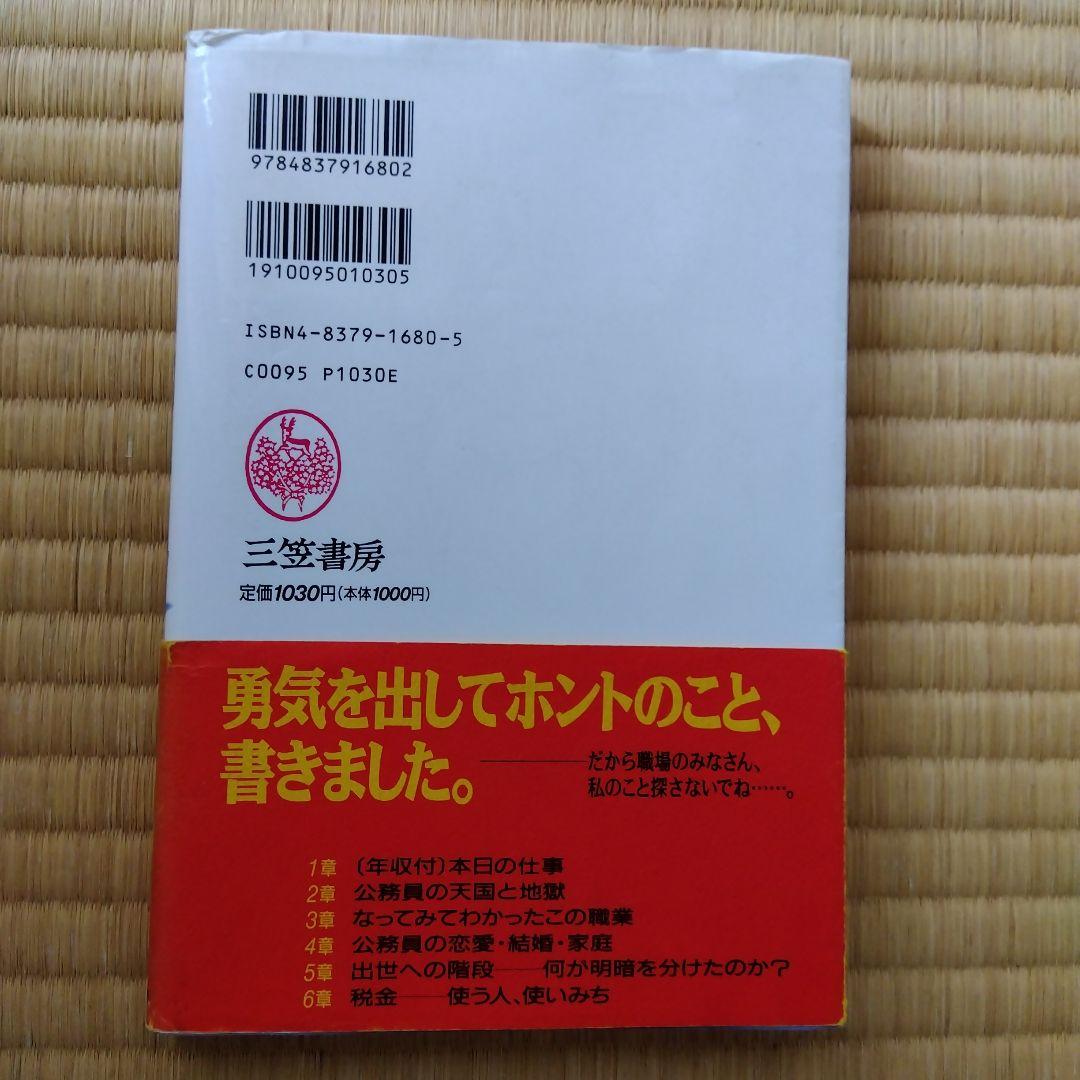 9784837916802
1910095010305
ISBN4-8379-1680-5
C0095 P1030E
三笠書房
定価1030円(本体1000円)
勇気を出してホントのこと、
書きました。
――だから職場のみなさん、
私のこと探さないでね……。
1章 〔年収付〕本日の仕事
2章 公務員の天国と地獄
3章 なってみてわかったこの職業
4章 公務員の恋愛・結婚・家庭
5章 出世への階段――何が明暗を分けたのか?
6章 税金――使う人、使いみち